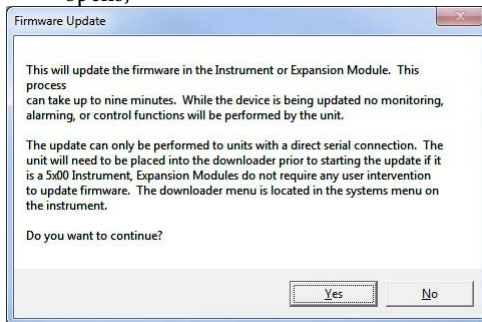 opens,
Firmware Update
This will update the firmware in the Instrument or Expansion Module. This
process
can take up to nine minutes. While the device is being updated no monitoring,
alarming, or control functions will be performed by the unit.
The update can only be performed to units with a direct serial connection. The
unit will need to be placed into the downloader prior to starting the update if it
is a 5x00 Instrument, Expansion Modules do not require any user intervention
to update firmware. The downloader menu is located in the systems menu on
the instrument.
Do you want to continue?
Yes No